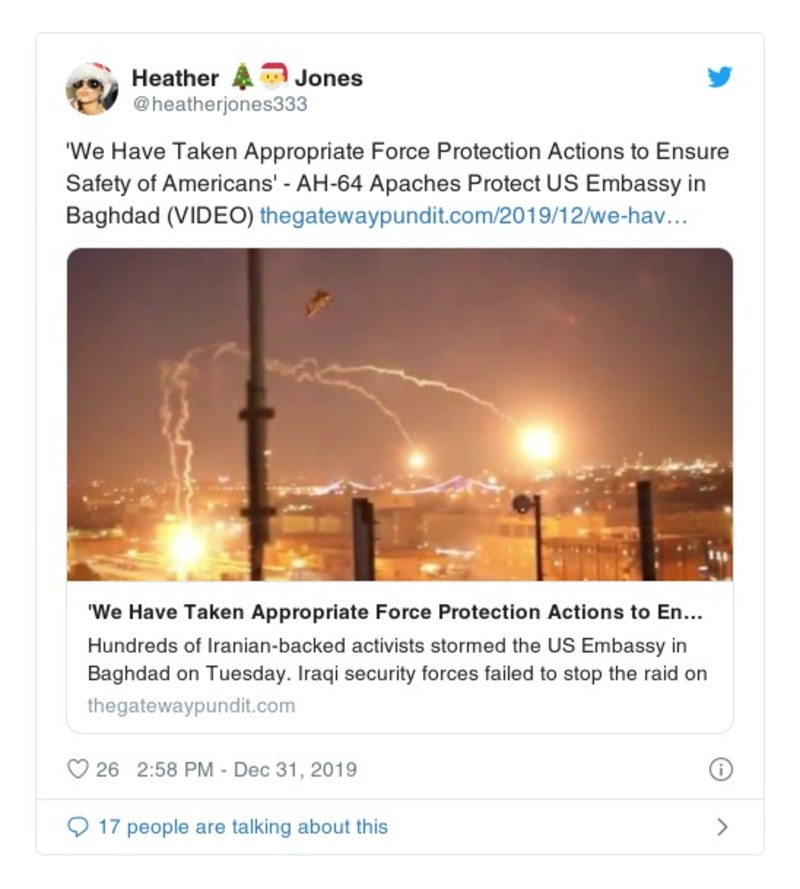 Heather 🎄🎅 Jones
@heatherjones333
'We Have Taken Appropriate Force Protection Actions to Ensure
Safety of Americans' - AH-64 Apaches Protect US Embassy in
Baghdad (VIDEO) thegatewaypundit.com/2019/12/we-hav…
'We Have Taken Appropriate Force Protection Actions to En...
Hundreds of Iranian-backed activists stormed the US Embassy in
Baghdad on Tuesday. Iraqi security forces failed to stop the raid on
thegatewaypundit.com
26 2:58 PM - Dec 31, 2019
17 people are talking about this